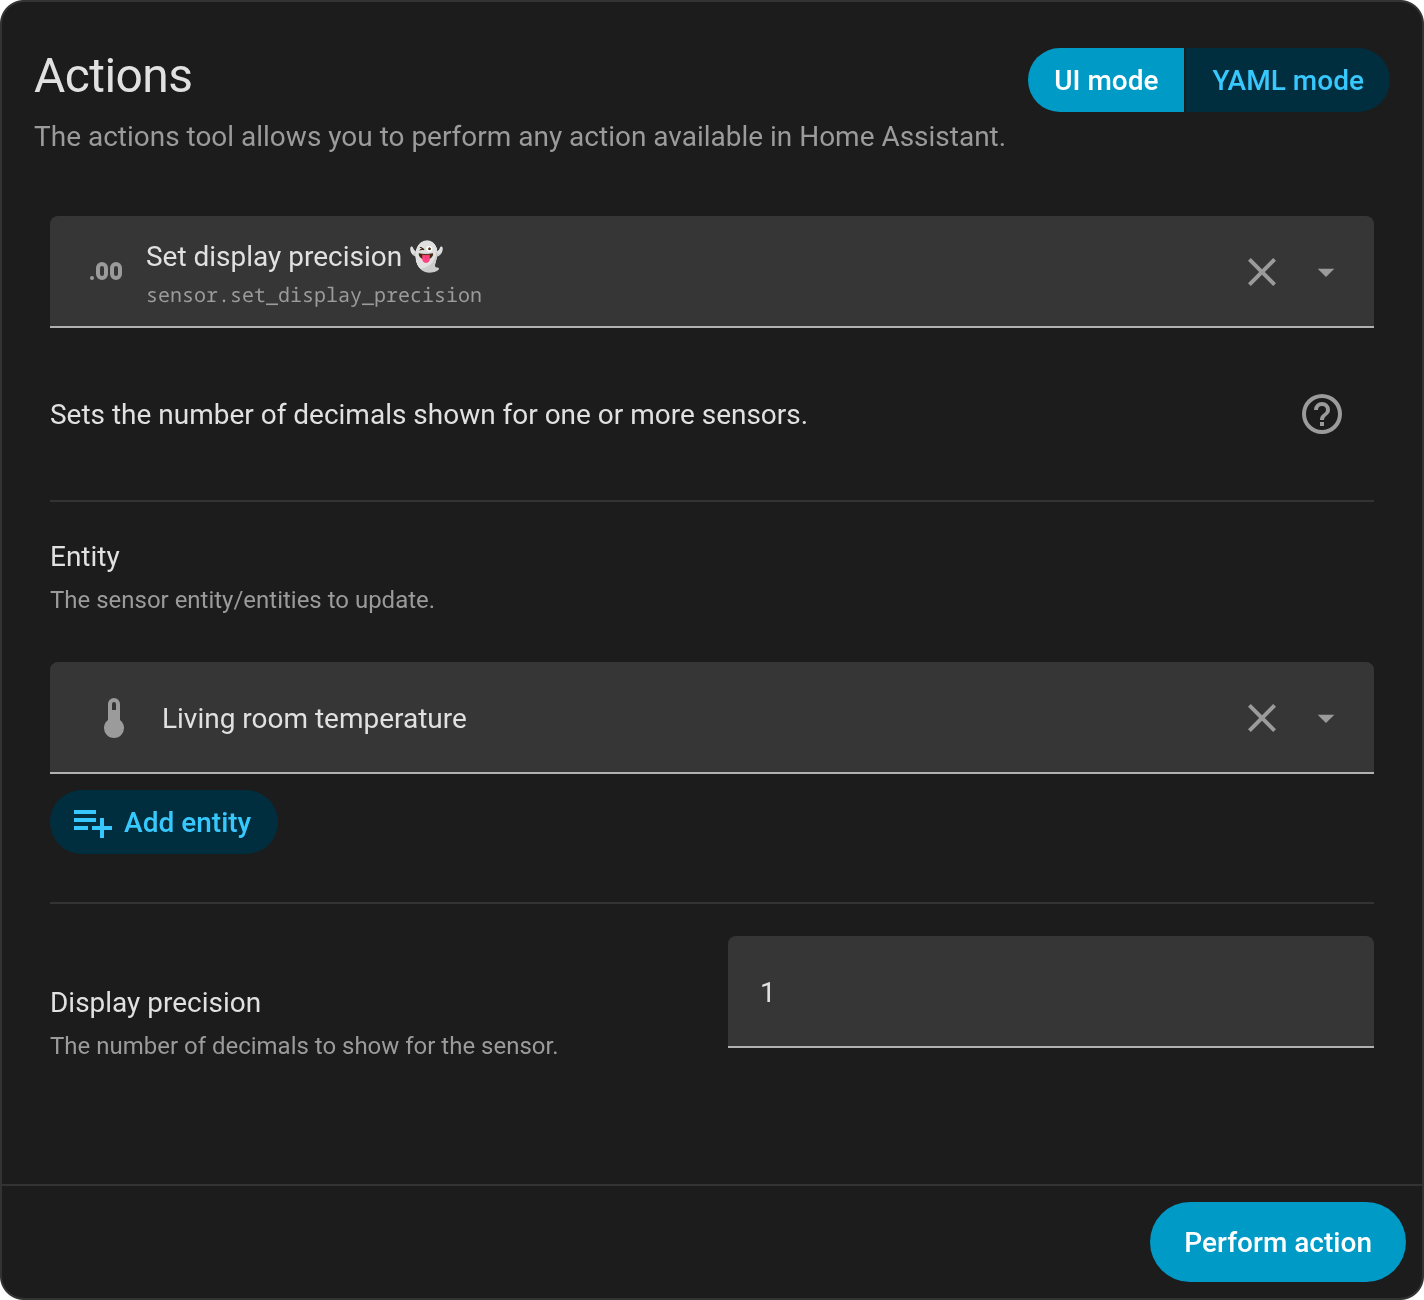 Actions
UI mode
YAML mode
The actions tool allows you to perform any action available in Home Assistant.
.00
Set display precision 👻
sensor.set_display_precision
Sets the number of decimals shown for one or more sensors.
Entity
The sensor entity/entities to update.
Living room temperature
Add entity
Display precision
The number of decimals to show for the sensor.
1
Perform action